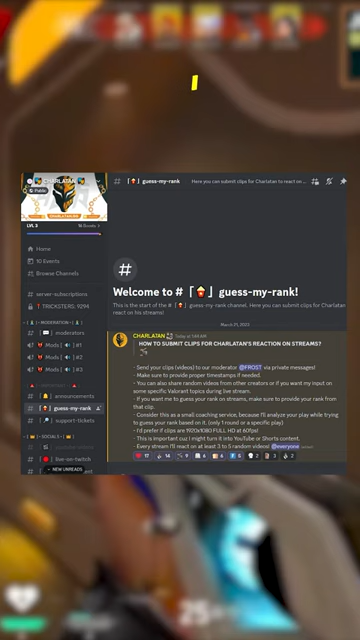 I
CHARLATAN
Public
LVL 3
# guess-my-rank
Here you can submit clips for Charlatan to react on ...
Home
10 Events
Browse Channels
server-subscriptions
TRICKSTERS: 9294
MODERATION
moderators
Mods | #1
Mods | #2
Mods | #3
announcements
guess-my-rank
support-tickets
SOCIALS
live-on-twitch
NEW UNREADS
Welcome to # 「🍿」guess-my-rank!
This is the start of the # 「🍿」guess-my-rank channel. Here you can submit clips for Charlatan to react on his streams!
March 21, 2023
CHARLATAN
HOW TO SUBMIT CLIPS FOR CHARLATAN'S REACTION ON STREAMS?
- Send your clips (videos) to our moderator @FROST via private messages!
- Make sure to provide proper timestamps if needed.
- You can also share random videos from other creators or if you want my input on
some specific Valorant topics during live stream.
- If you want me to guess your rank on streams, make sure to provide your rank from
that clip.
- Consider this as a small coaching service, because I'll analyze your play while trying
to guess your rank based on it, (only 1 round or a specific play)
- I'd prefer if clips are 1920x1080 FULL HD at 60fps!
- This is important cuz I might turn it into YouTube or Shorts content.
- Every stream I'll react on at least 3 to 5 random videos! @everyone